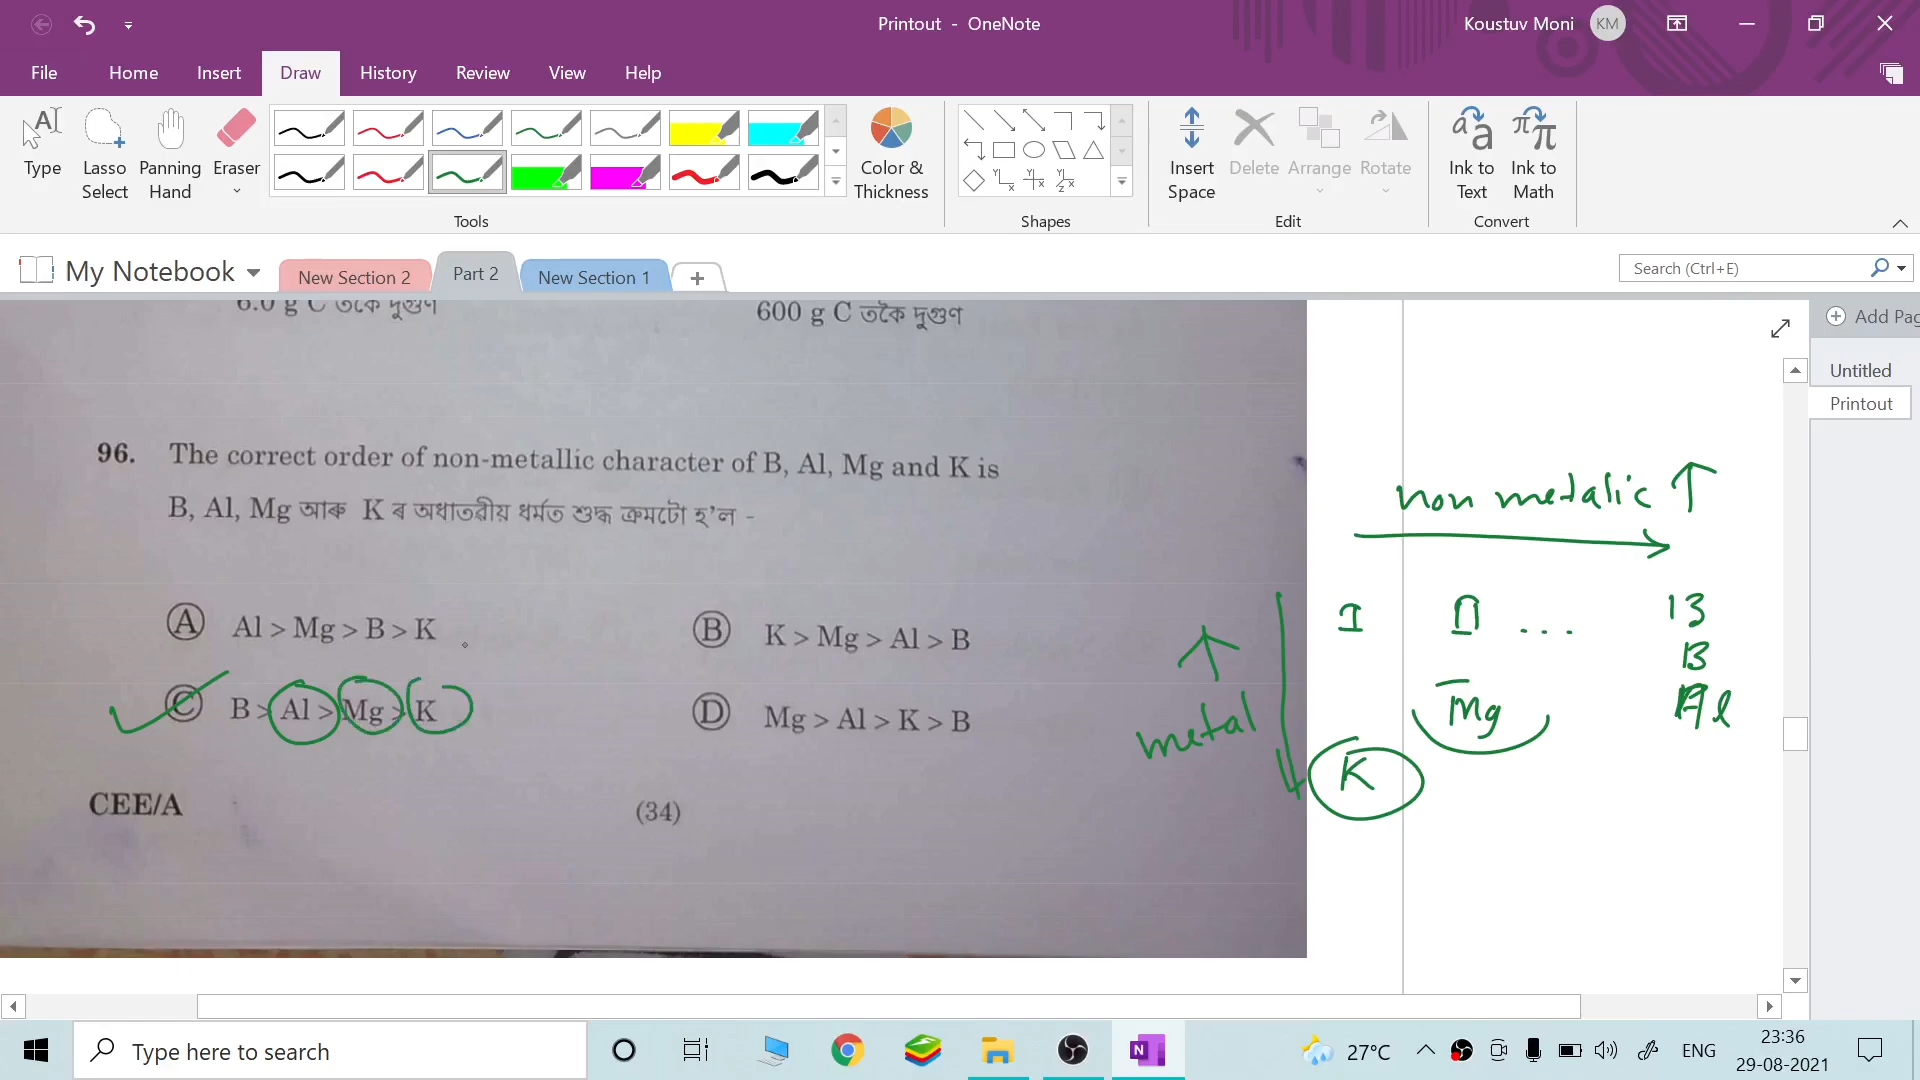 Printout - OneNote
Koustuv Moni KM
File Home Insert Draw History Review View Help
Type
Lasso Select
Panning Hand
Eraser
Color & Thickness
Insert Space
Delete
Arrange
Rotate
Ink to Text
Ink to Math
Tools
Shapes
Edit
Convert
My Notebook
New Section 2
Part 2
New Section 1
Search (Ctrl+E)
Add Pag
Untitled
Printout
6.0 g C তকৈ দুগুণ
600 g C তকৈ দুগুণ
96. The correct order of non-metallic character of B, Al, Mg and K is
B, Al, Mg আৰু K ৰ অধাতৱীয় ধৰ্মত শুদ্ধ ক্ৰমটো হ'ল -
A Al > Mg > B > K
B K > Mg > Al > B
C B > Al > Mg > K
D Mg > Al > K > B
CEE/A
(34)
non metalic ↑
I II ... 13
B
Mg Al
K
↑
metal
Type here to search
27°C
ENG
23:36
29-08-2021